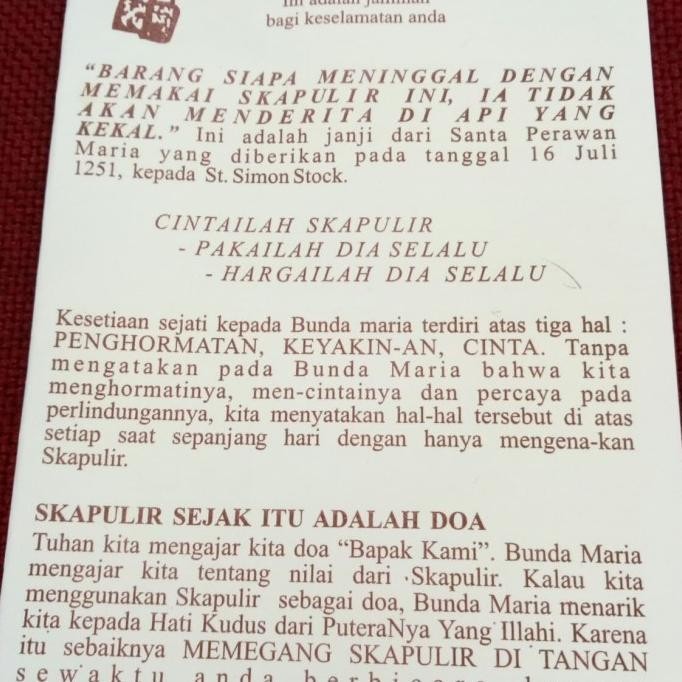 Ini adalah jaminan
bagi keselamatan anda
“BARANG SIAPA MENINGGAL DENGAN
MEMAKAI SKAPULIR INI, IA TIDAK
AKAN MENDERITA DI API YANG
KEKAL.” Ini adalah janji dari Santa Perawan
Maria yang diberikan pada tanggal 16 Juli
1251, kepada St. Simon Stock.
CINTAILAH SKAPULIR
- PAKAILAH DIA SELALU
- HARGAILAH DIA SELALU
Kesetiaan sejati kepada Bunda maria terdiri atas tiga hal :
PENGHORMATAN, KEYAKIN-AN, CINTA. Tanpa
mengatakan pada Bunda Maria bahwa kita
menghormatinya, men-cintainya dan percaya pada
perlindungannya, kita menyatakan hal-hal tersebut di atas
setiap saat sepanjang hari dengan hanya mengena-kan
Skapulir.
SKAPULIR SEJAK ITU ADALAH DOA
Tuhan kita mengajar kita doa “Bapak Kami”. Bunda Maria
mengajar kita tentang nilai dari Skapulir. Kalau kita
menggunakan Skapulir sebagai doa, Bunda Maria menarik
kita kepada Hati Kudus dari PuteraNya Yang Illahi. Karena
itu sebaiknya MEMEGANG SKAPULIR DI TANGAN
sewaktu anda